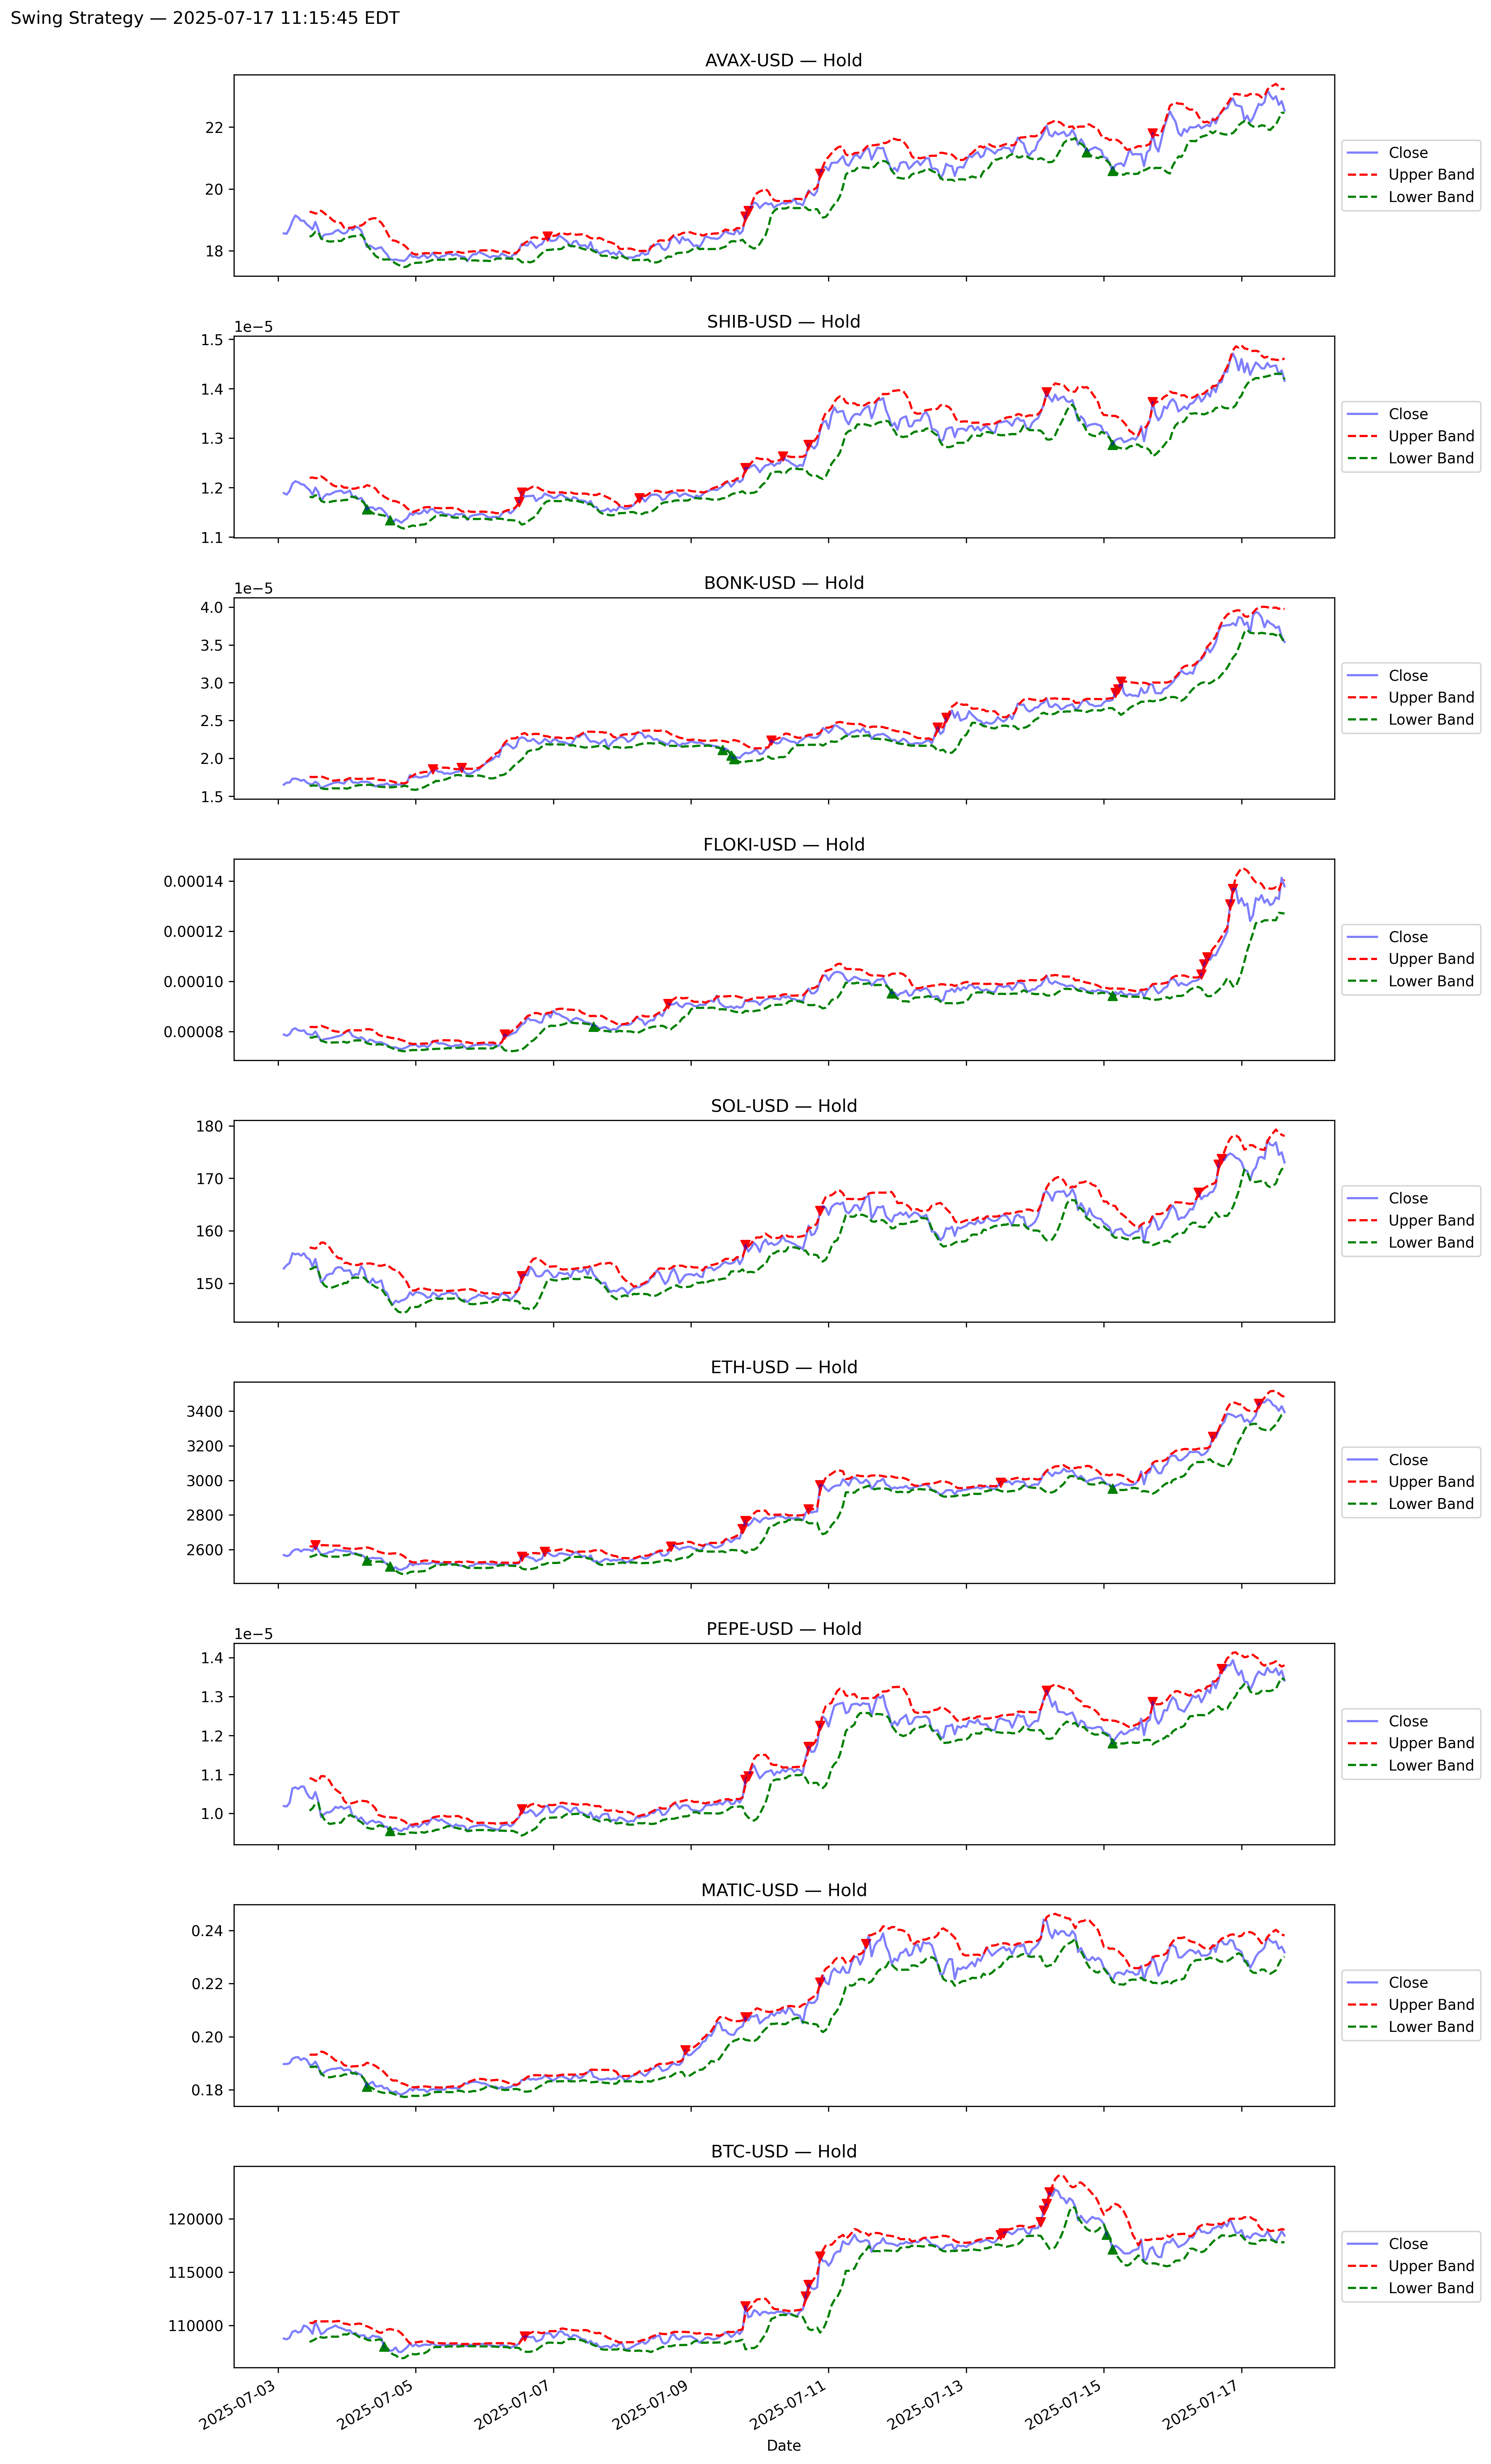 Swing Strategy — 2025-07-17 11:15:45 EDT
AVAX-USD — Hold
22
20
18
Close
Upper Band
Lower Band
SHIB-USD — Hold
1e−5
1.5
1.4
1.3
1.2
1.1
Close
Upper Band
Lower Band
BONK-USD — Hold
1e−5
4.0
3.5
3.0
2.5
2.0
1.5
Close
Upper Band
Lower Band
FLOKI-USD — Hold
0.00014
0.00012
0.00010
0.00008
Close
Upper Band
Lower Band
SOL-USD — Hold
180
170
160
150
Close
Upper Band
Lower Band
ETH-USD — Hold
3400
3200
3000
2800
2600
Close
Upper Band
Lower Band
PEPE-USD — Hold
1e−5
1.4
1.3
1.2
1.1
1.0
Close
Upper Band
Lower Band
MATIC-USD — Hold
0.24
0.22
0.20
0.18
Close
Upper Band
Lower Band
BTC-USD — Hold
120000
115000
110000
Close
Upper Band
Lower Band
2025-07-03
2025-07-05
2025-07-07
2025-07-09
2025-07-11
2025-07-13
2025-07-15
2025-07-17
Date